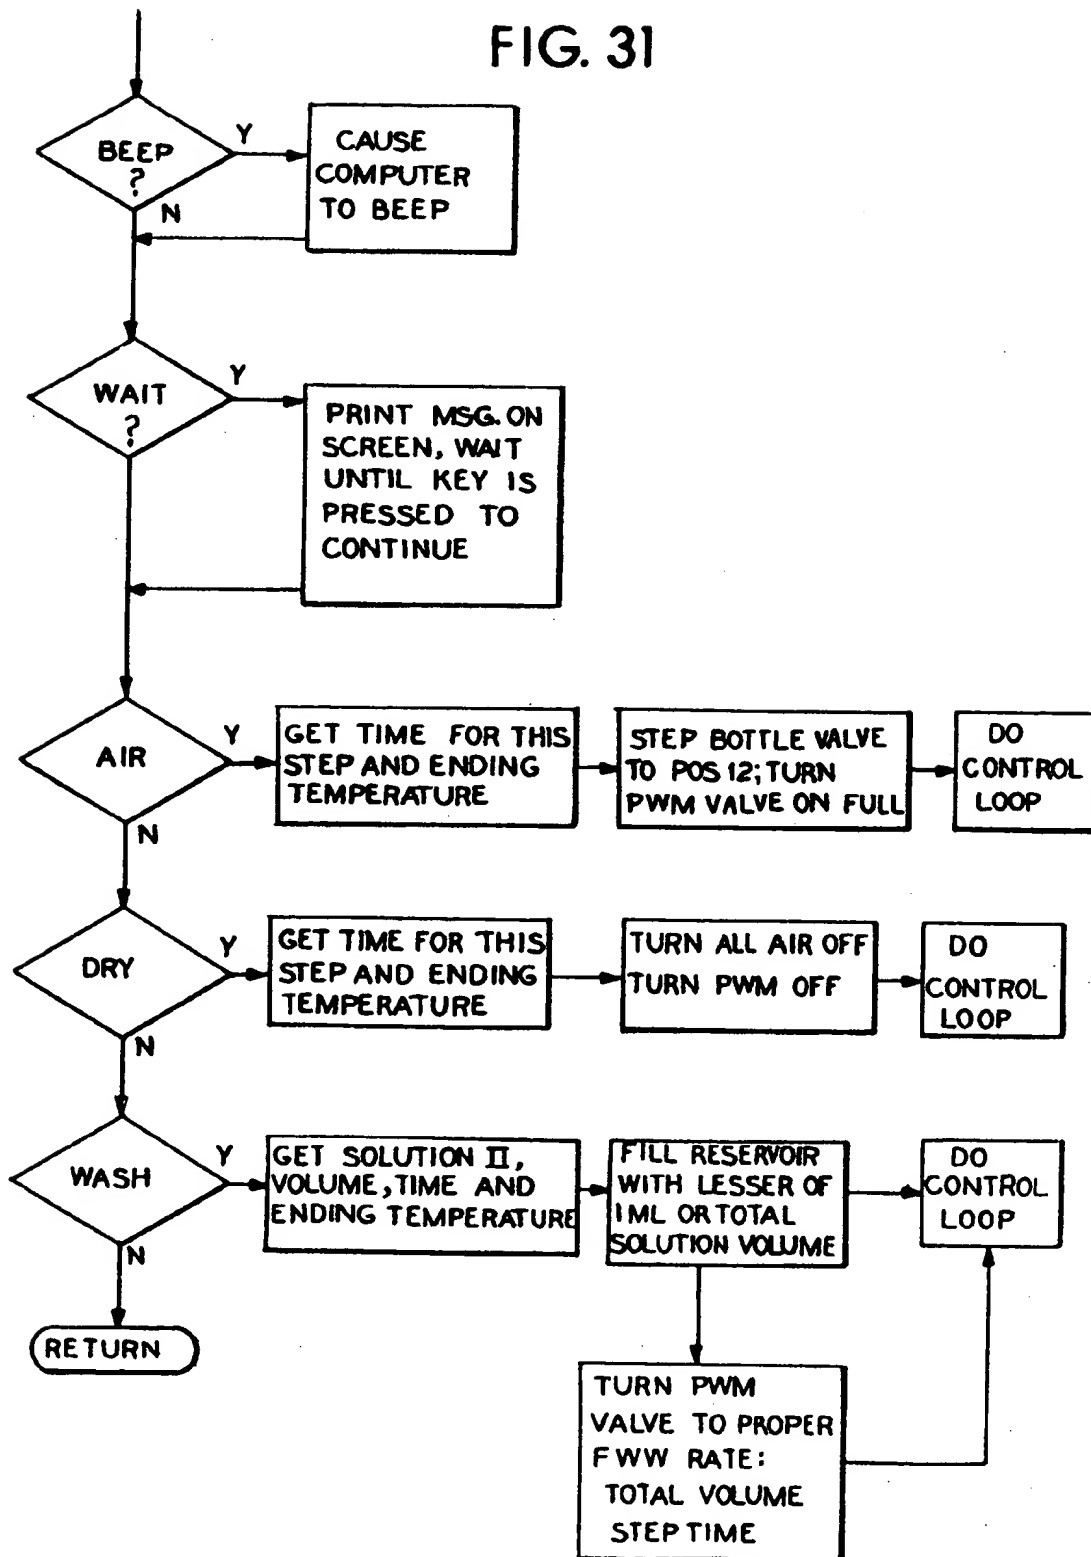 FIG. 31
BEEP
?
Y
N
CAUSE
COMPUTER
TO BEEP
WAIT
?
Y
PRINT MSG. ON
SCREEN, WAIT
UNTIL KEY IS
PRESSED TO
CONTINUE
AIR
Y
N
GET TIME FOR THIS
STEP AND ENDING
TEMPERATURE
STEP BOTTLE VALVE
TO POS 12; TURN
PWM VALVE ON FULL
DO
CONTROL
LOOP
DRY
Y
N
GET TIME FOR THIS
STEP AND ENDING
TEMPERATURE
TURN ALL AIR OFF
TURN PWM OFF
DO
CONTROL
LOOP
WASH
Y
N
GET SOLUTION II,
VOLUME, TIME AND
ENDING TEMPERATURE
FILL RESERVOIR
WITH LESSER OF
1 ML OR TOTAL
SOLUTION VOLUME
DO
CONTROL
LOOP
RETURN
TURN PWM
VALVE TO PROPER
FWW RATE:
TOTAL VOLUME
STEP TIME